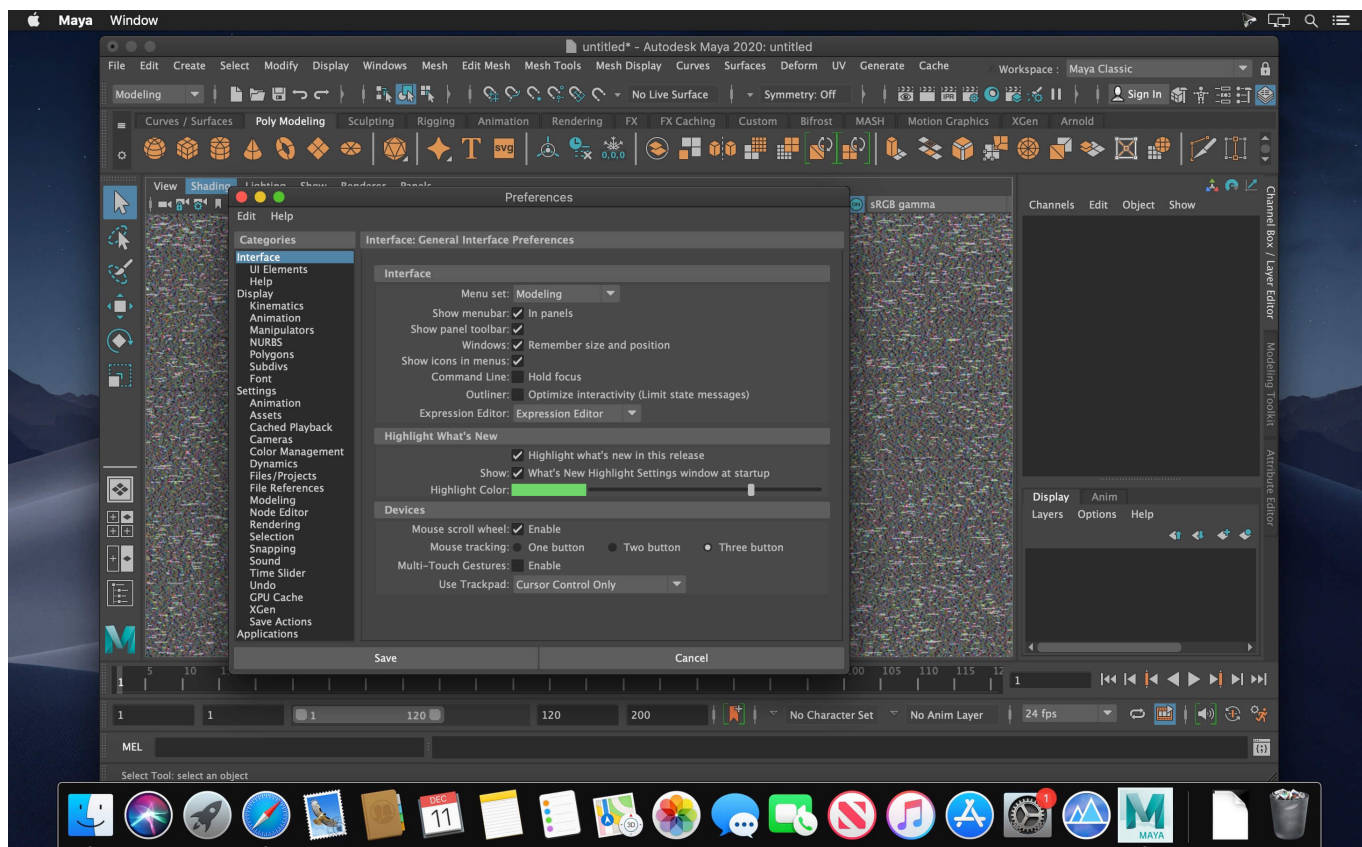 Maya Window
untitled* - Autodesk Maya 2020: untitled
File Edit Create Select Modify Display Windows Mesh Edit Mesh Mesh Tools Mesh Display Curves Surfaces Deform UV Generate Cache Workspace : Maya Classic
Modeling No Live Surface Symmetry: Off Sign In
Curves / Surfaces Poly Modeling Sculpting Rigging Animation Rendering FX FX Caching Custom Bifrost MASH Motion Graphics XGen Arnold
T svg 0,0,0
View Shading Lighting Show Renderer Panels
Preferences
ON sRGB gamma
Channels Edit Object Show
Edit Help
Categories
Interface: General Interface Preferences
Interface
UI Elements
Help
Display
Kinematics
Animation
Manipulators
NURBS
Polygons
Subdivs
Font
Settings
Animation
Assets
Cached Playback
Cameras
Color Management
Dynamics
Files/Projects
File References
Modeling
Node Editor
Rendering
Selection
Snapping
Sound
Time Slider
Undo
GPU Cache
XGen
Save Actions
Applications
Interface
Menu set: Modeling
Show menubar: In panels
Show panel toolbar:
Windows: Remember size and position
Show icons in menus:
Command Line: Hold focus
Outliner: Optimize interactivity (Limit state messages)
Expression Editor: Expression Editor
Highlight What's New
Highlight what's new in this release
Show: What's New Highlight Settings window at startup
Highlight Color:
Devices
Mouse scroll wheel: Enable
Mouse tracking: One button Two button Three button
Multi-Touch Gestures: Enable
Use Trackpad: Cursor Control Only
Save Cancel
Channel Box / Layer Editor
Modeling Toolkit
Attribute Editor
Display Anim
Layers Options Help
1 5 10 105 110 115 12 1
1 1 1 120 120 200 No Character Set No Anim Layer 24 fps
MEL
Select Tool: select an object
DEC
11
3D
1
M
MAYA